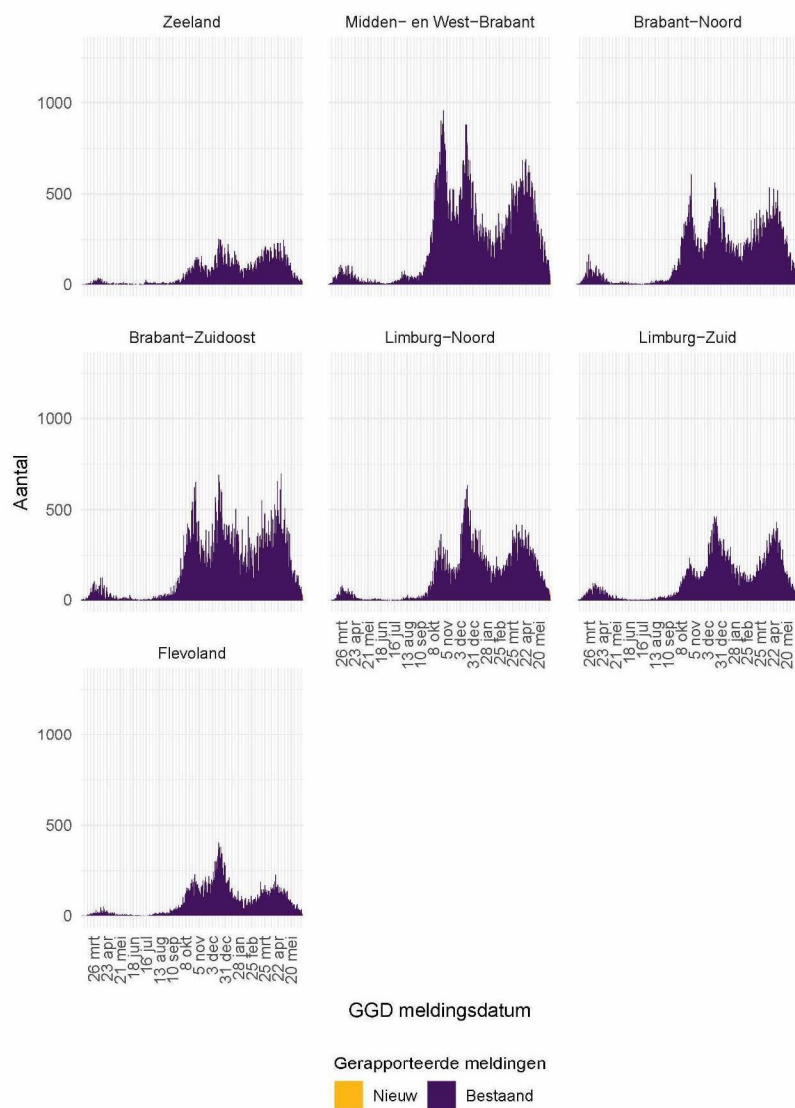 Zeeland
Midden- en West-Brabant
Brabant-Noord
1000
500
0
Brabant-Zuidoost
Limburg-Noord
Limburg-Zuid
Aantal
1000
500
0
26 mrt
23 apr
21 mei
18 jun
16 jul
13 aug
10 sep
8 okt
5 nov
3 dec
31 dec
28 jan
25 feb
25 mrt
22 apr
20 mei
26 mrt
23 apr
21 mei
18 jun
16 jul
13 aug
10 sep
8 okt
5 nov
3 dec
31 dec
28 jan
25 feb
25 mrt
22 apr
20 mei
Flevoland
1000
500
0
26 mrt
23 apr
21 mei
18 jun
16 jul
13 aug
10 sep
8 okt
5 nov
3 dec
31 dec
28 jan
25 feb
25 mrt
22 apr
20 mei
GGD meldingsdatum
Gerapporteerde meldingen
Nieuw
Bestaand